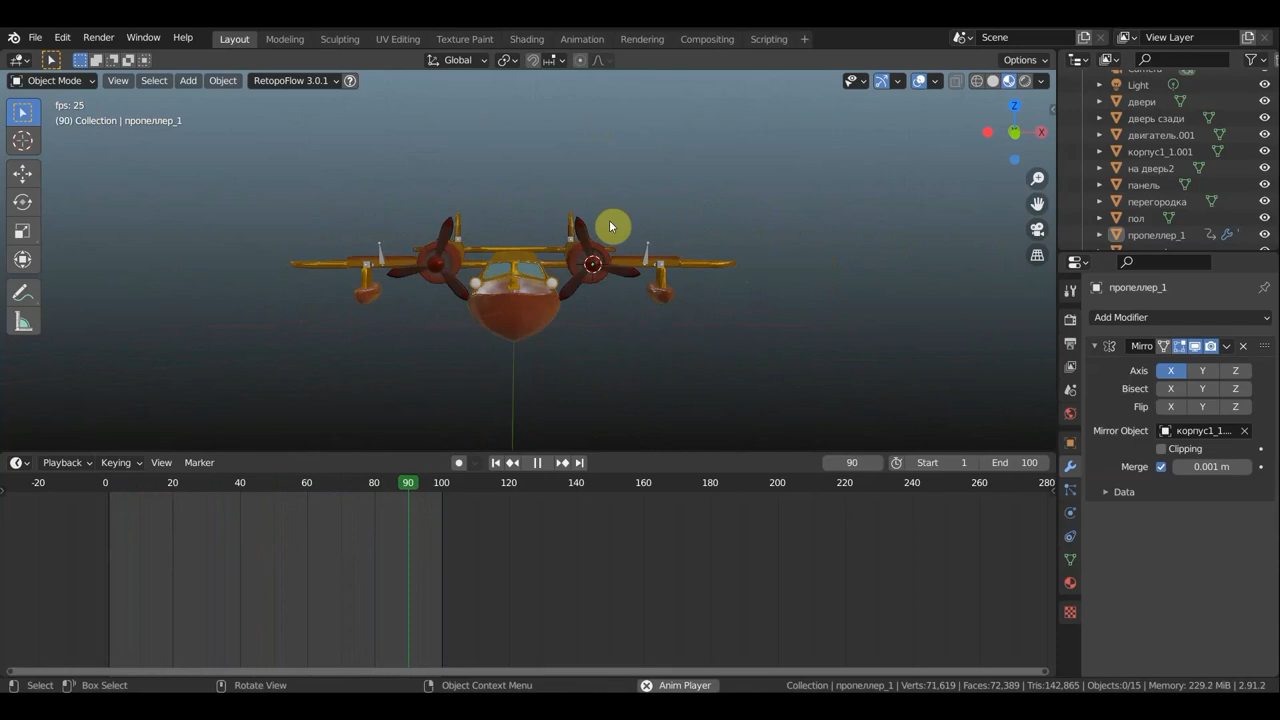 File Edit Render Window Help Layout Modeling Sculpting UV Editing Texture Paint Shading Animation Rendering Compositing Scripting + Scene View Layer
Global Options
Object Mode View Select Add Object RetopoFlow 3.0.1
fps: 25
(90) Collection | пропеллер_1
Z
X
Light
двери
дверь сзади
двигатель.001
корпус1_1.001
на дверь2
панель
перегородка
пол
пропеллер_1
пропеллер_1
Add Modifier
Mirro
Axis X Y Z
Bisect X Y Z
Flip X Y Z
Mirror Object корпус1_1....
Clipping
Merge 0.001 m
Data
Playback Keying View Marker 90 Start 1 End 100
-20 0 20 40 60 80 90 100 120 140 160 180 200 220 240 260 280
Select Box Select Rotate View Object Context Menu Anim Player Collection | пропеллер_1 | Verts:71,619 | Faces:72,389 | Tris:142,865 | Objects:0/15 | Memory: 229.2 MiB | 2.91.2